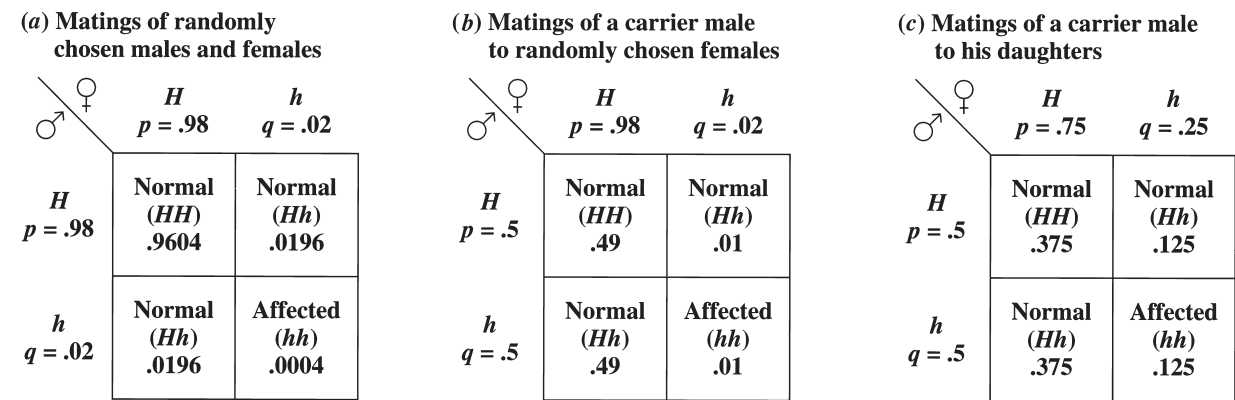 (a) Matings of randomly
chosen males and females
♀
♂
H
p = .98
h
q = .02
H
p = .98
Normal
(HH)
.9604
Normal
(Hh)
.0196
h
q = .02
Normal
(Hh)
.0196
Affected
(hh)
.0004
(b) Matings of a carrier male
to randomly chosen females
♀
♂
H
p = .98
h
q = .02
H
p = .5
Normal
(HH)
.49
Normal
(Hh)
.01
h
q = .5
Normal
(Hh)
.49
Affected
(hh)
.01
(c) Matings of a carrier male
to his daughters
♀
♂
H
p = .75
h
q = .25
H
p = .5
Normal
(HH)
.375
Normal
(Hh)
.125
h
q = .5
Normal
(Hh)
.375
Affected
(hh)
.125